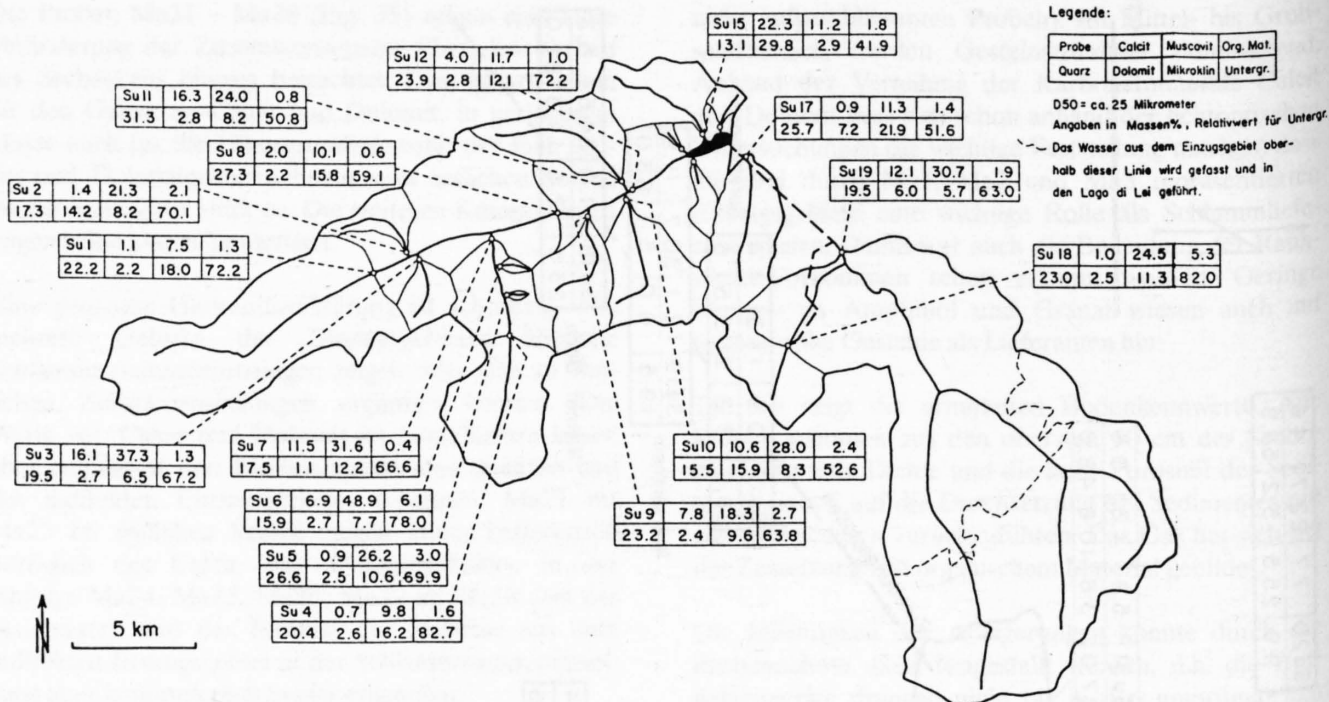 Su 15 22.3 11.2 11.9
13.1 29.8 2.9 41.9
Legende:
Probe Calcit Muscovit Org. Mat.
Quarz Dolomit Mikroklin Untergr.
D50 = ca. 25 Mikrometer
Angaben in Massen%, Relativwert für Untergr.
Das Wasser aus dem Einzugsgebiet ober-
halb dieser Linie wird gefasst und in
den See geführt.
Su 12 4.0 11.7 1.0
23.9 2.8 12.1 72.2
Su 11 16.3 24.0 0.8
31.3 2.8 8.2 50.8
Su 17 0.9 11.3 1.4
25.7 7.2 21.9 51.6
Su 8 2.0 10.1 0.6
27.3 2.2 15.8 59.1
Su 19 12.1 30.7 1.9
19.5 6.0 5.7 63.0
Su 2 1.4 21.3 2.1
17.3 14.2 8.2 70.1
Su 1 1.1 7.5 1.3
22.2 2.2 18.0 72.2
Su 18 1.0 24.5 5.3
23.0 2.5 11.3 82.0
Su 3 16.1 37.3 1.3
19.5 2.7 6.5 67.2
Su 7 1.1 31.6
17.5 1.1 12.2 66.6
Su 10 10.6 28.0 2.4
15.5 15.9 8.3 52.6
Su 6 6.9 48.9 6.1
15.9 2.7 7.7 78.0
Su 9 7.8 18.3 2.7
23.2 2.4 9.6 63.8
Su 5 0.9 26.2 3.0
26.6 2.5 10.6 69.9
Su 4 0.7 9.8 1.6
20.4 2.6 16.2 82.7
N
5 km